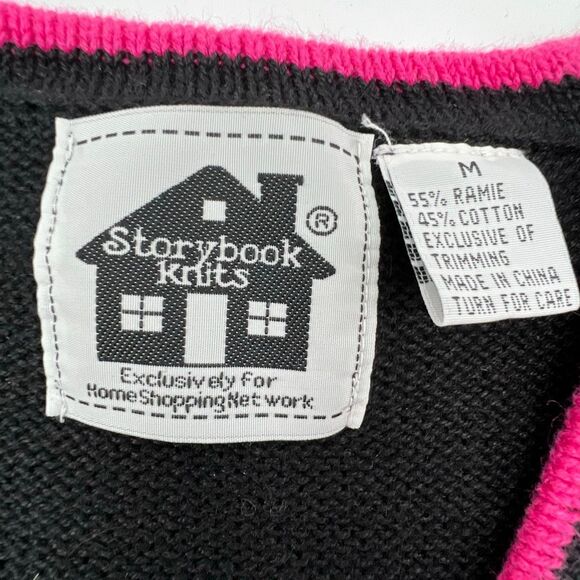 Storybook
Knits
®
Exclusively for
HomeShoppingNetwork
M
55% RAMIE
45% COTTON
EXCLUSIVE OF
TRIMMING
MADE IN CHINA
TURN FOR CARE